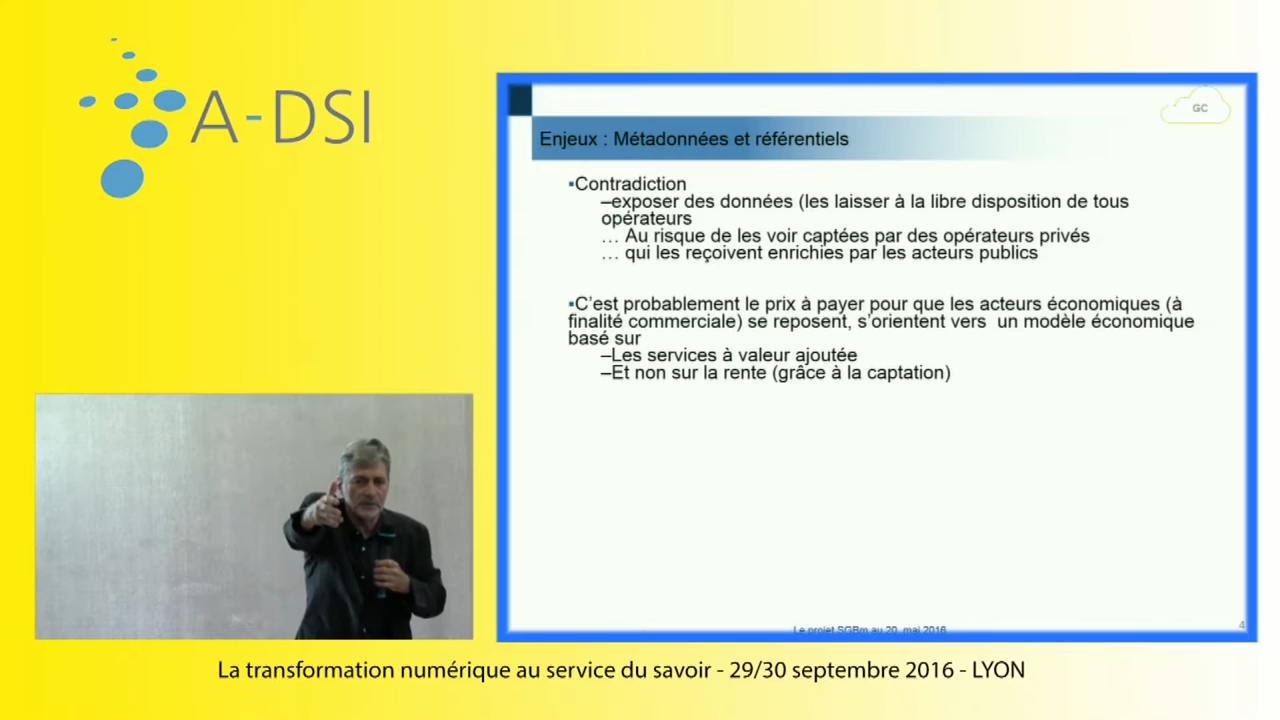 A-DSI
GC
Enjeux : Métadonnées et référentiels
▪Contradiction
–exposer des données (les laisser à la libre disposition de tous
opérateurs
… Au risque de les voir captées par des opérateurs privés
… qui les reçoivent enrichies par les acteurs publics
▪C’est probablement le prix à payer pour que les acteurs économiques (à
finalité commerciale) se reposent, s’orientent vers un modèle économique
basé sur
–Les services à valeur ajoutée
–Et non sur la rente (grâce à la captation)
Le projet SGBm au 20 mai 2016
4
La transformation numérique au service du savoir - 29/30 septembre 2016 - LYON